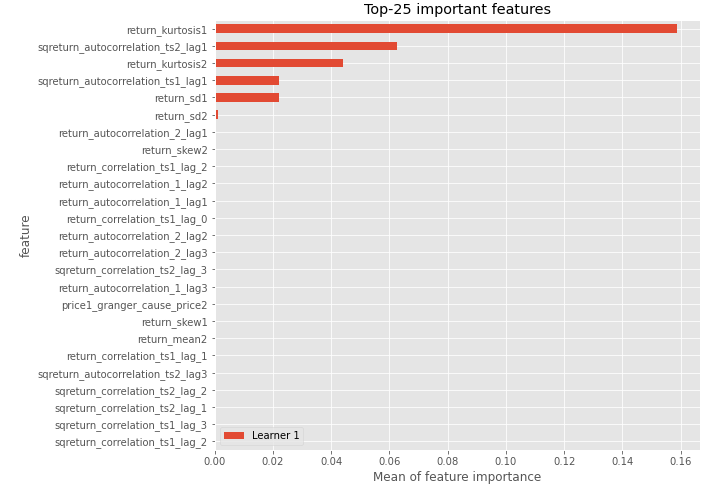 Top-25 important features
return_kurtosis1
sqreturn_autocorrelation_ts2_lag1
return_kurtosis2
sqreturn_autocorrelation_ts1_lag1
return_sd1
return_sd2
return_autocorrelation_2_lag1
return_skew2
return_correlation_ts1_lag_2
return_autocorrelation_1_lag2
return_autocorrelation_1_lag1
return_correlation_ts1_lag_0
return_autocorrelation_2_lag2
return_autocorrelation_2_lag3
sqreturn_correlation_ts2_lag_3
return_autocorrelation_1_lag3
price1_granger_cause_price2
return_skew1
return_mean2
return_correlation_ts1_lag_1
sqreturn_autocorrelation_ts2_lag3
sqreturn_correlation_ts2_lag_2
sqreturn_correlation_ts2_lag_1
sqreturn_correlation_ts1_lag_3
sqreturn_correlation_ts1_lag_2
feature
Learner 1
0.00 0.02 0.04 0.06 0.08 0.10 0.12 0.14 0.16
Mean of feature importance